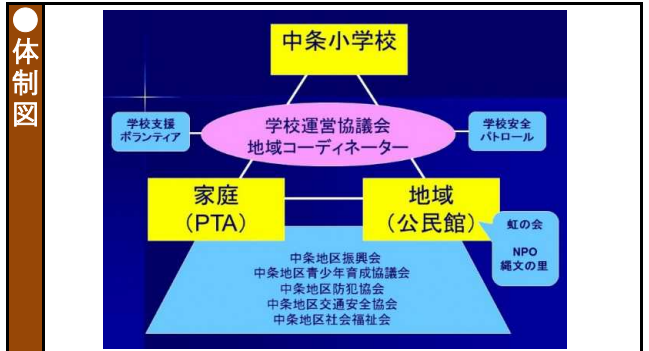 ●体制図
中条小学校
学校支援
ボランティア
学校運営協議会
地域コーディネーター
学校安全
パトロール
家庭
(PTA)
地域
(公民館)
虹の会
NPO
縄文の里
中条地区振興会
中条地区青少年育成協議会
中条地区防犯協会
中条地区交通安全協会
中条地区社会福祉会